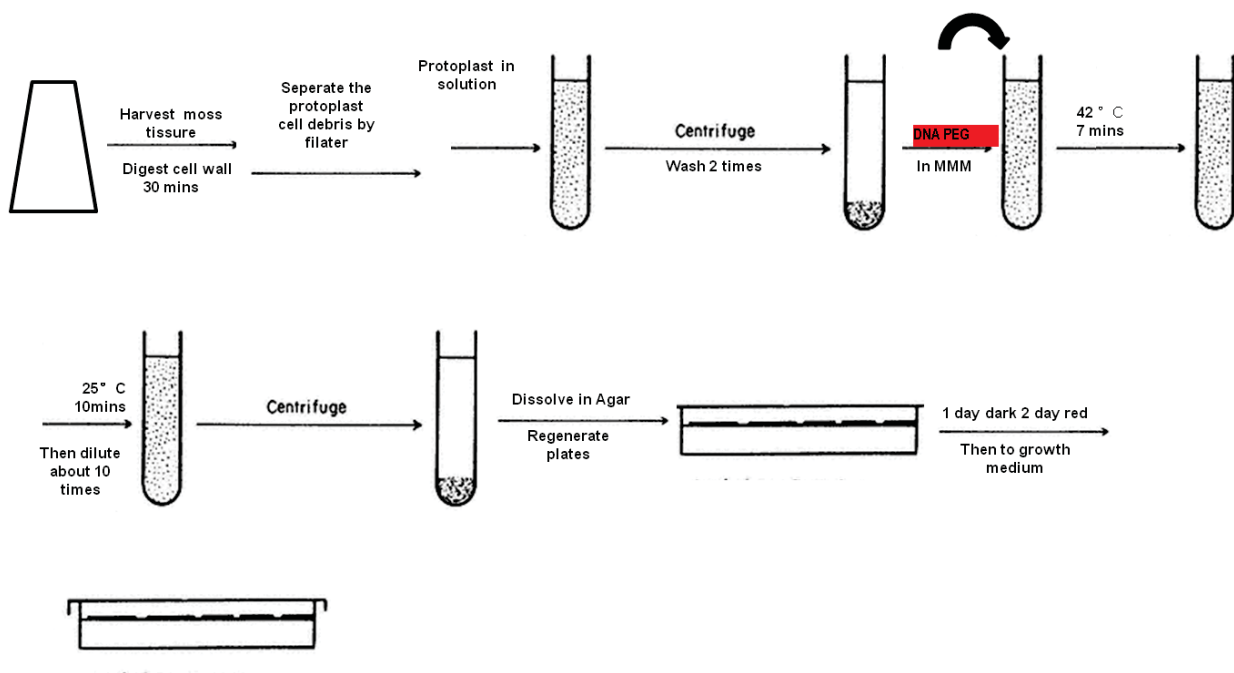 Harvest moss
tissure
Digest cell wall
30 mins
Seperate the
protoplast
cell debris by
filater
Protoplast in
solution
Centrifuge
Wash 2 times
DNA PEG
In MMM
42 ° C
7 mins
25° C
10mins
Then dilute
about 10
times
Centrifuge
Dissolve in Agar
Regenerate
plates
1 day dark 2 day red
Then to growth
medium